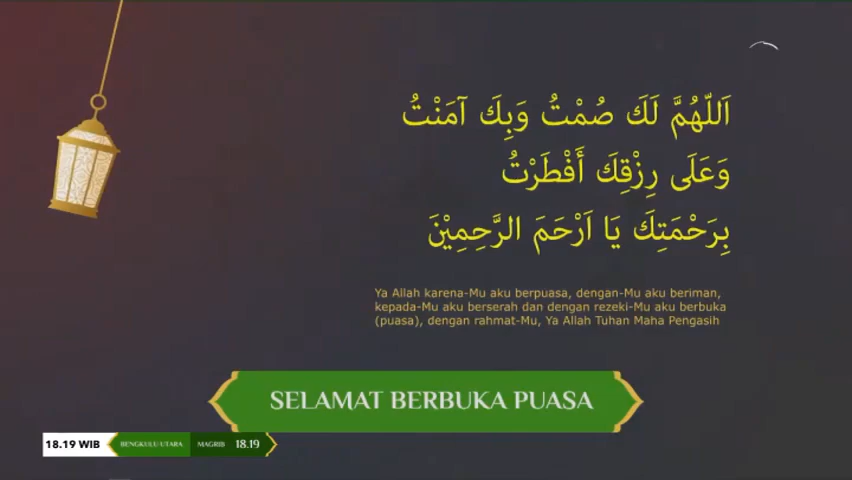 اَللّٰهُمَّ لَكَ صُمْتُ وَبِكَ آمَنْتُ
وَعَلَى رِزْقِكَ أَفْطَرْتُ
بِرَحْمَتِكَ يَا اَرْحَمَ الرَّحِمِيْنَ
Ya Allah karena-Mu aku berpuasa, dengan-Mu aku beriman,
kepada-Mu aku berserah dan dengan rezeki-Mu aku berbuka
(puasa), dengan rahmat-Mu, Ya Allah Tuhan Maha Pengasih
SELAMAT BERBUKA PUASA
18.19 WIB BENGKULU UTARA MAGRIB 18.19